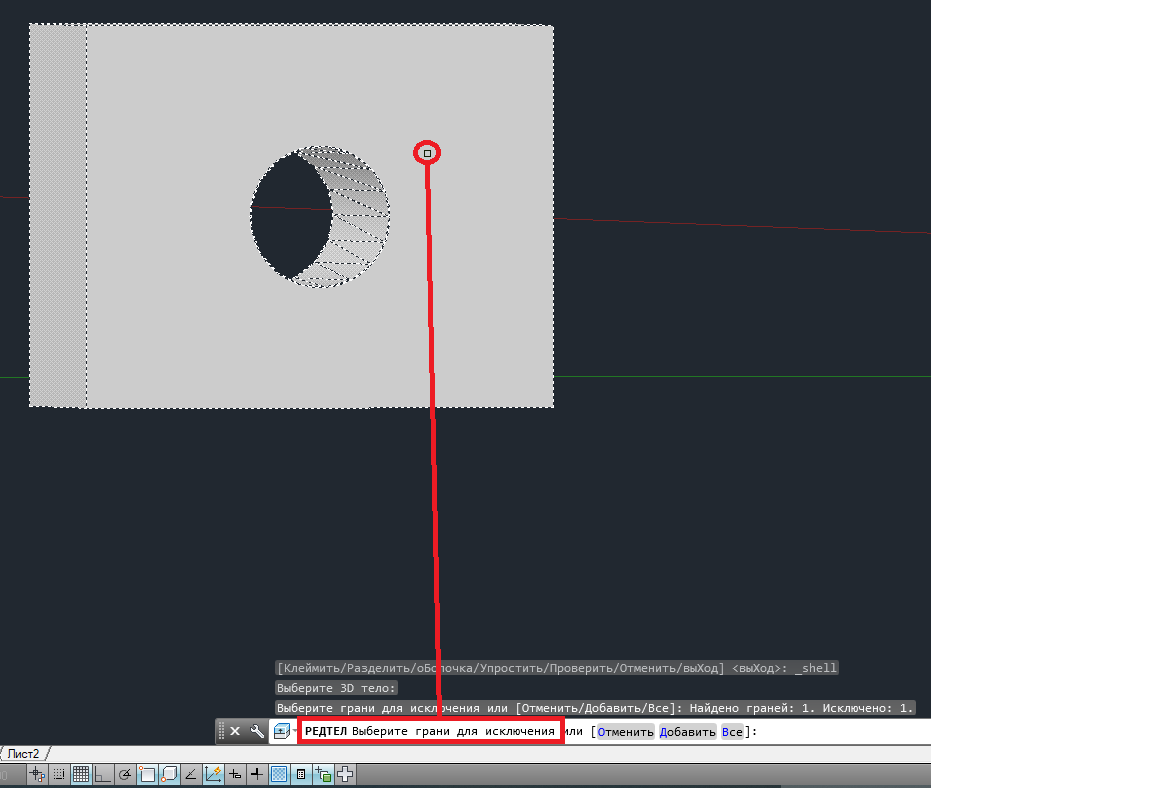 [Клеймить/Разделить/оБолочка/Упростить/Проверить/Отменить/выХод] <выХод>: _shell
Выберите 3D тело:
Выберите грани для исключения или [Отменить/Добавить/Все]: Найдено граней: 1. Исключено: 1.
РЕДТЕЛ Выберите грани для исключения или [Отменить Добавить Все]:
Лист2